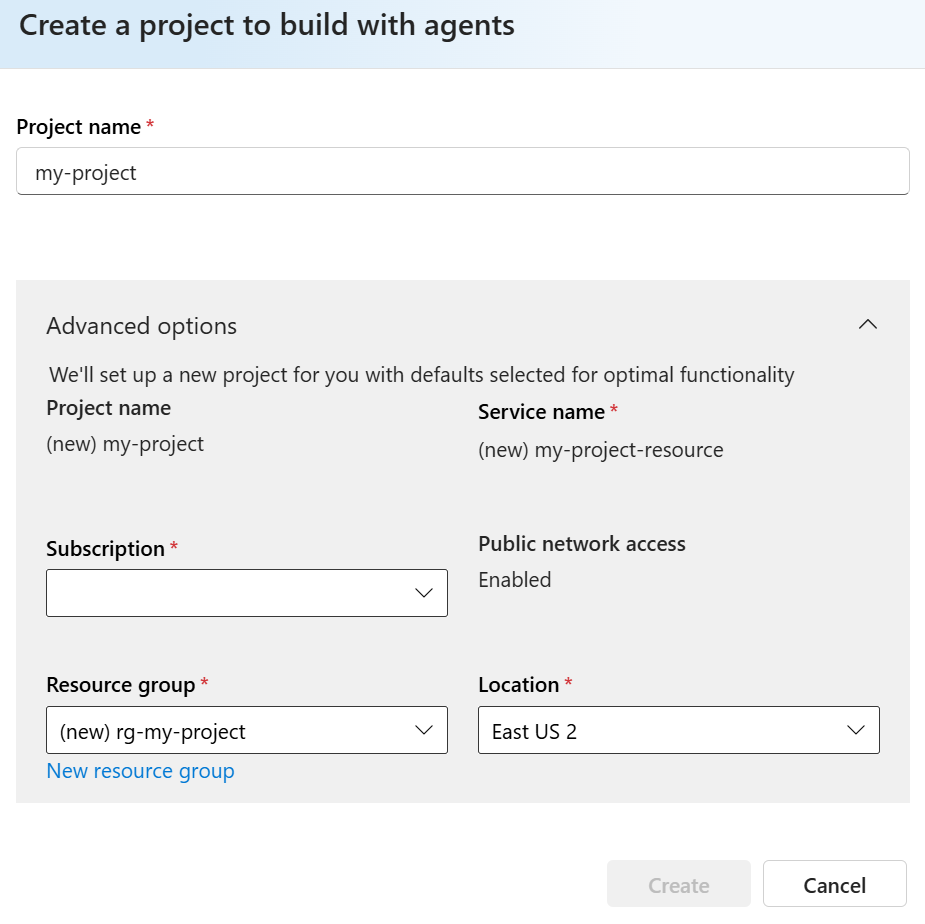 Create a project to build with agents
Project name *
my-project
Advanced options
We'll set up a new project for you with defaults selected for optimal functionality
Project name
(new) my-project
Service name *
(new) my-project-resource
Subscription *
Public network access
Enabled
Resource group *
(new) rg-my-project
New resource group
Location *
East US 2
Create
Cancel